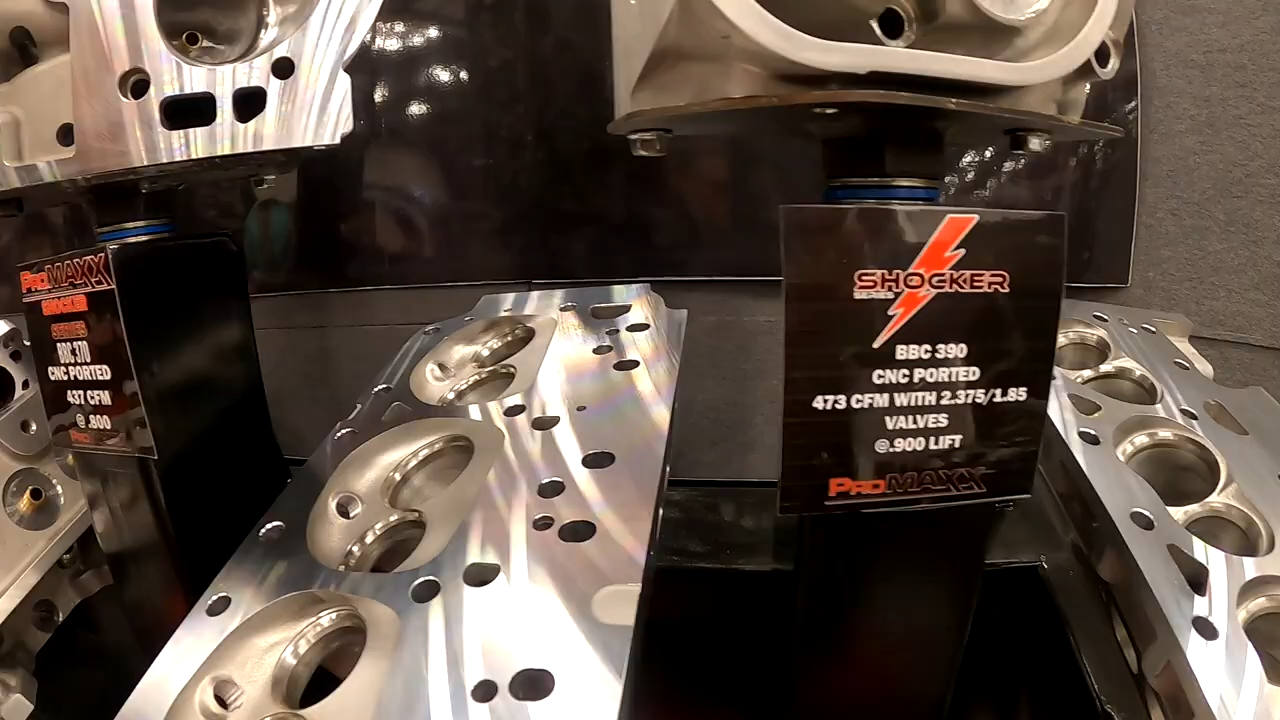 PROMAXX
SHOCKER
SERIES
BBC 370
CNC PORTED
437 CFM
@ .800
PRO
SHOCKER
SERIES
BBC 390
CNC PORTED
473 CFM WITH 2.375/1.85
VALVES
@.900 LIFT
PROMAXX